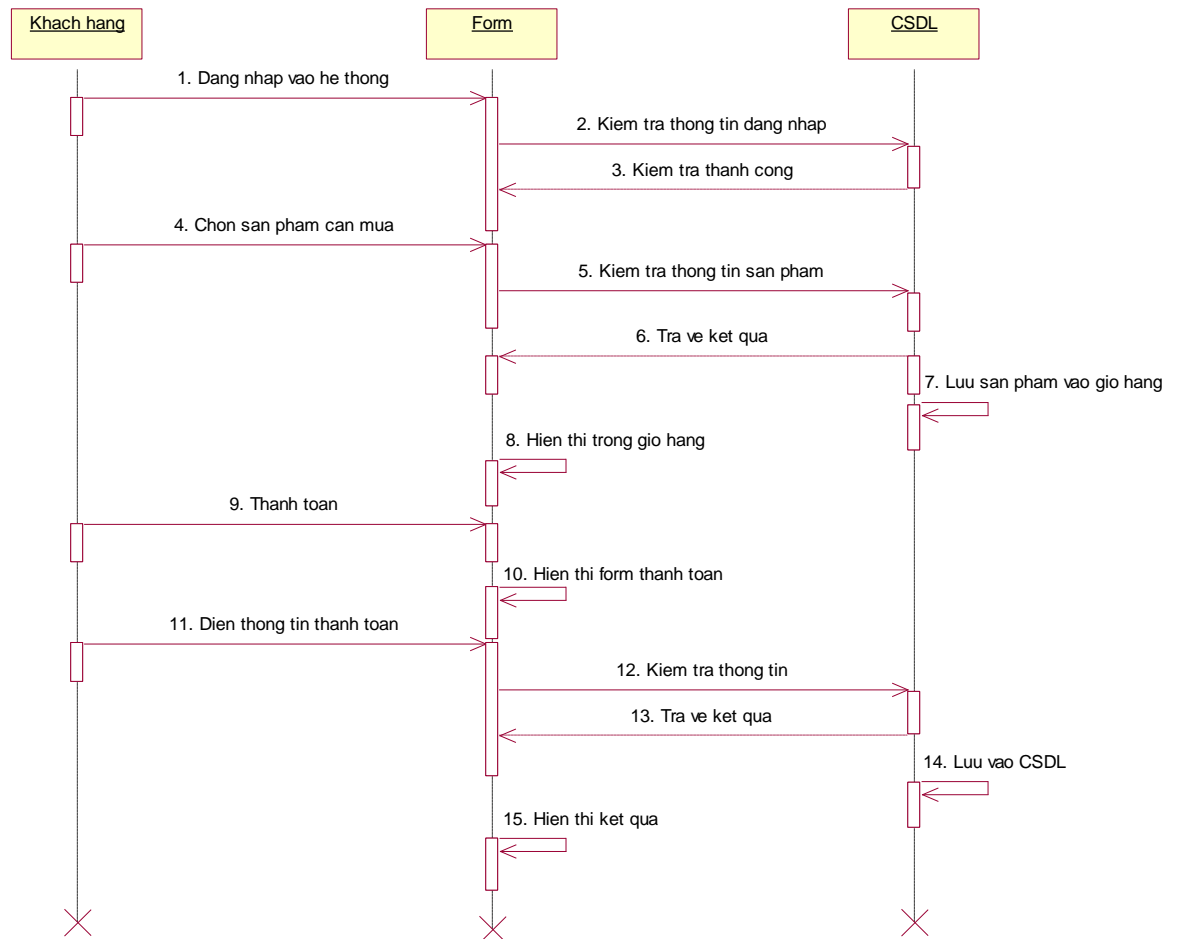 Khach hang
Form
CSDL
1. Dang nhap vao he thong
2. Kiem tra thong tin dang nhap
3. Kiem tra thanh cong
4. Chon san pham can mua
5. Kiem tra thong tin san pham
6. Tra ve ket qua
7. Luu san pham vao gio hang
8. Hien thi trong gio hang
9. Thanh toan
10. Hien thi form thanh toan
11. Dien thong tin thanh toan
12. Kiem tra thong tin
13. Tra ve ket qua
14. Luu vao CSDL
15. Hien thi ket qua